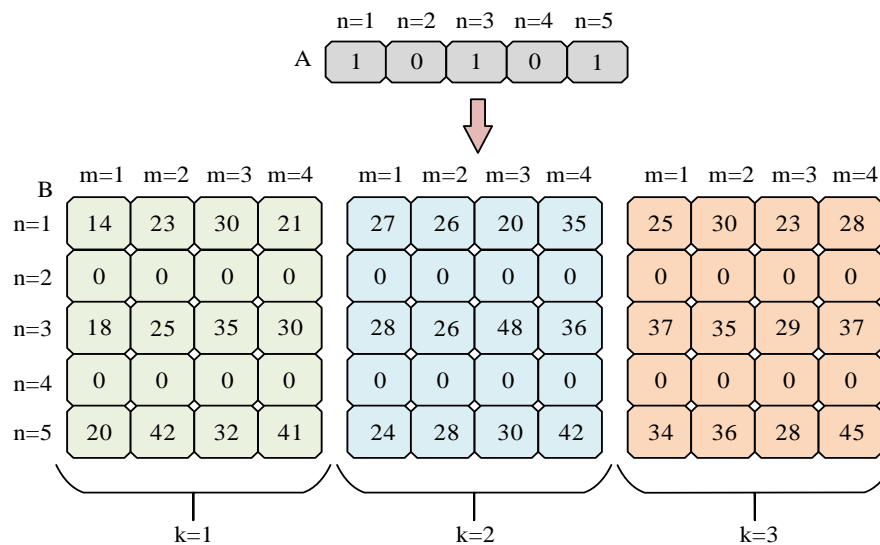 n=1 n=2 n=3 n=4 n=5
A 1 0 1 0 1
B m=1 m=2 m=3 m=4 m=1 m=2 m=3 m=4 m=1 m=2 m=3 m=4
n=1 14 23 30 21 27 26 20 35 25 30 23 28
n=2 0 0 0 0 0 0 0 0 0 0 0 0
n=3 18 25 35 30 28 26 48 36 37 35 29 37
n=4 0 0 0 0 0 0 0 0 0 0 0 0
n=5 20 42 32 41 24 28 30 42 34 36 28 45
k=1 k=2 k=3